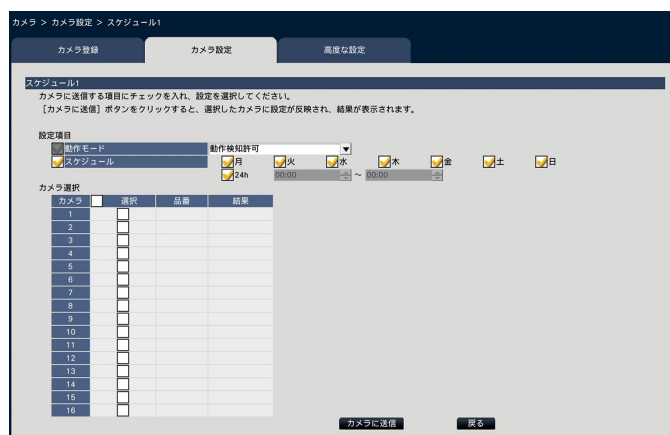 カメラ > カメラ設定 > スケジュール1
カメラ登録 カメラ設定 高度な設定
スケジュール1
カメラに送信する項目にチェックを入れ、設定を選択してください。
[カメラに送信] ボタンをクリックすると、選択したカメラに設定が反映され、結果が表示されます。
設定項目
動作モード 動作検知許可
スケジュール 月 火 水 木 金 土 日
24h 00:00 ～ 00:00
カメラ選択
カメラ 選択 品番 結果
1
2
3
4
5
6
7
8
9
10
11
12
13
14
15
16
カメラに送信 戻る